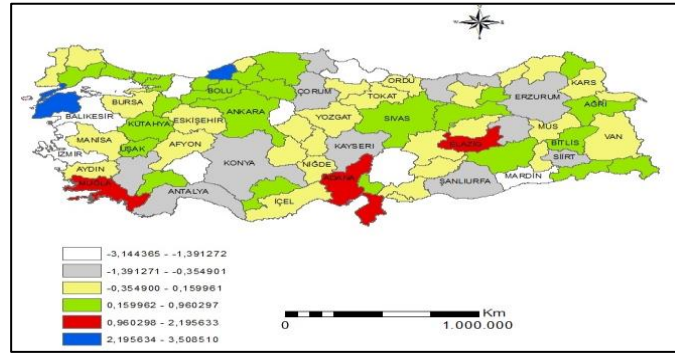 ORDU
KARS
BOLU
ÇORUM
TOKAT
ERZURUM
BURSA
ANKARA
SIVAS
AĞRI
BALIKESİR
ESKİŞEHİR
YOZGAT
KÜTAHYA
MUŞ
VAN
MANİSA
UŞAK
AFYON
KAYSERI
ELAZIĞ
BİTLİS
İZMİR
KONYA
NİĞDE
SİİRT
AYDIN
ADANA
MARDİN
MUĞLA
ANTALYA
İÇEL
ŞANLIURFA
-3,144365 - -1,391272
-1,391271 - -0,354901
-0,354900 - 0,159961
0,159962 - 0,960297
0,960298 - 2,195633
2,195634 - 3,508510
Km
0 1.000.000